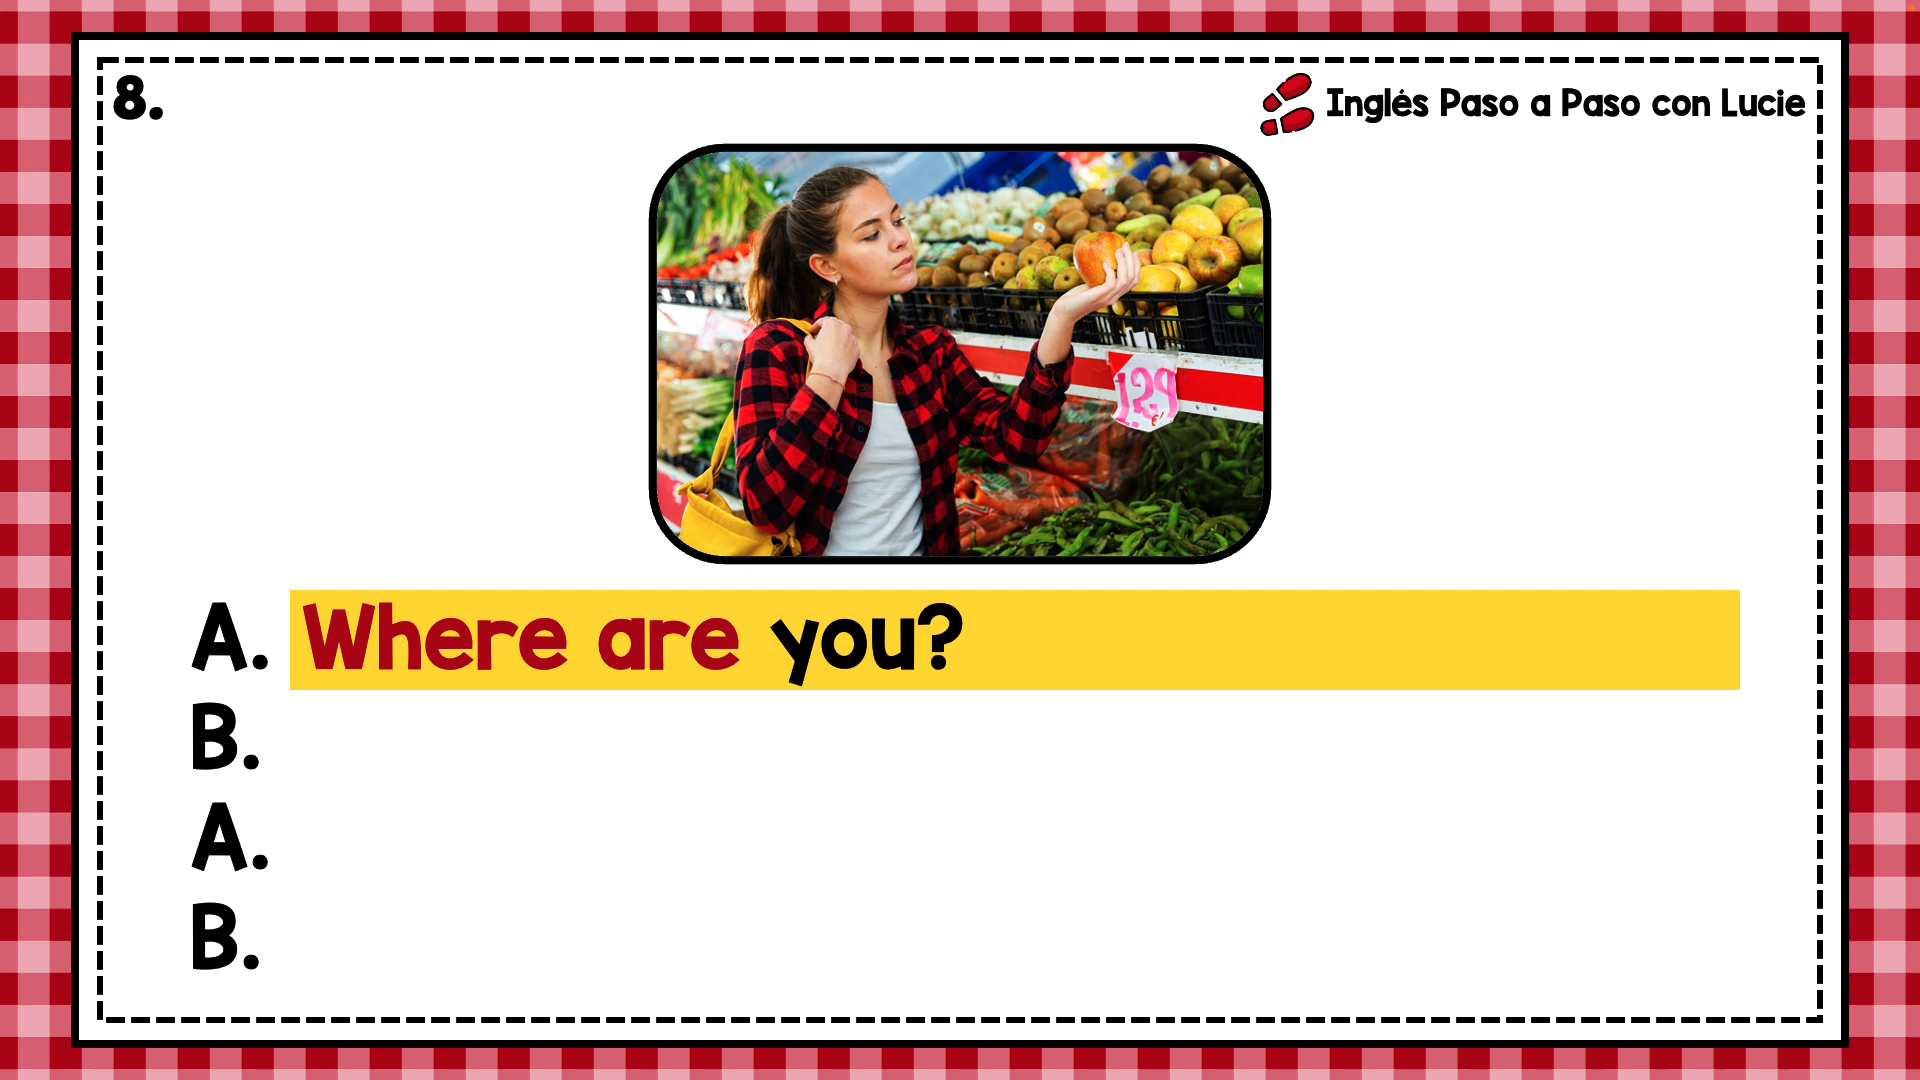 8.
Inglés Paso a Paso con Lucie
129
A. Where are you?
B.
A.
B.